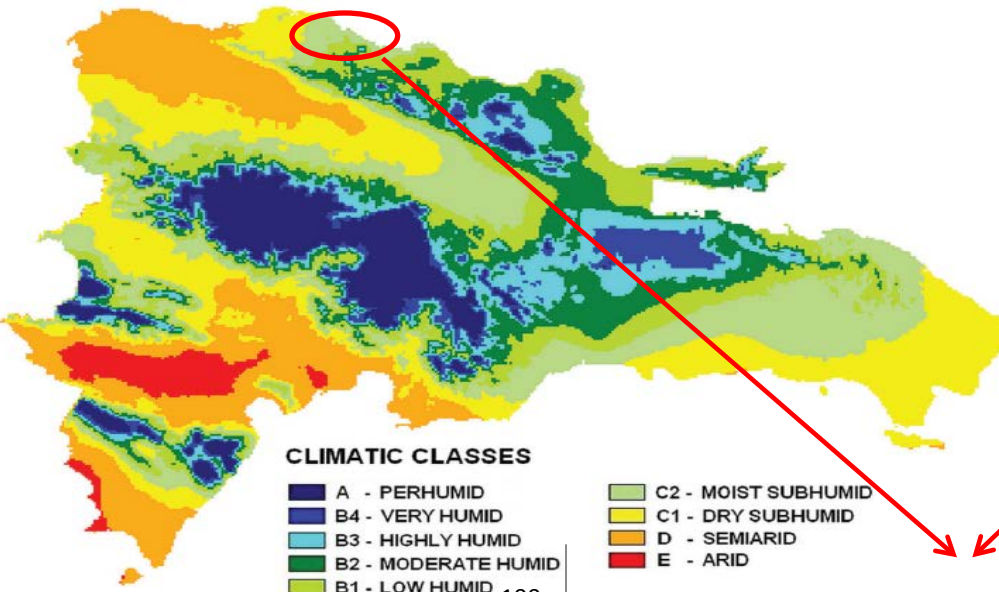 CLIMATIC CLASSES
A - PERHUMID
B4 - VERY HUMID
B3 - HIGHLY HUMID
B2 - MODERATE HUMID
B1 - LOW HUMID
C2 - MOIST SUBHUMID
C1 - DRY SUBHUMID
D - SEMIARID
E - ARID